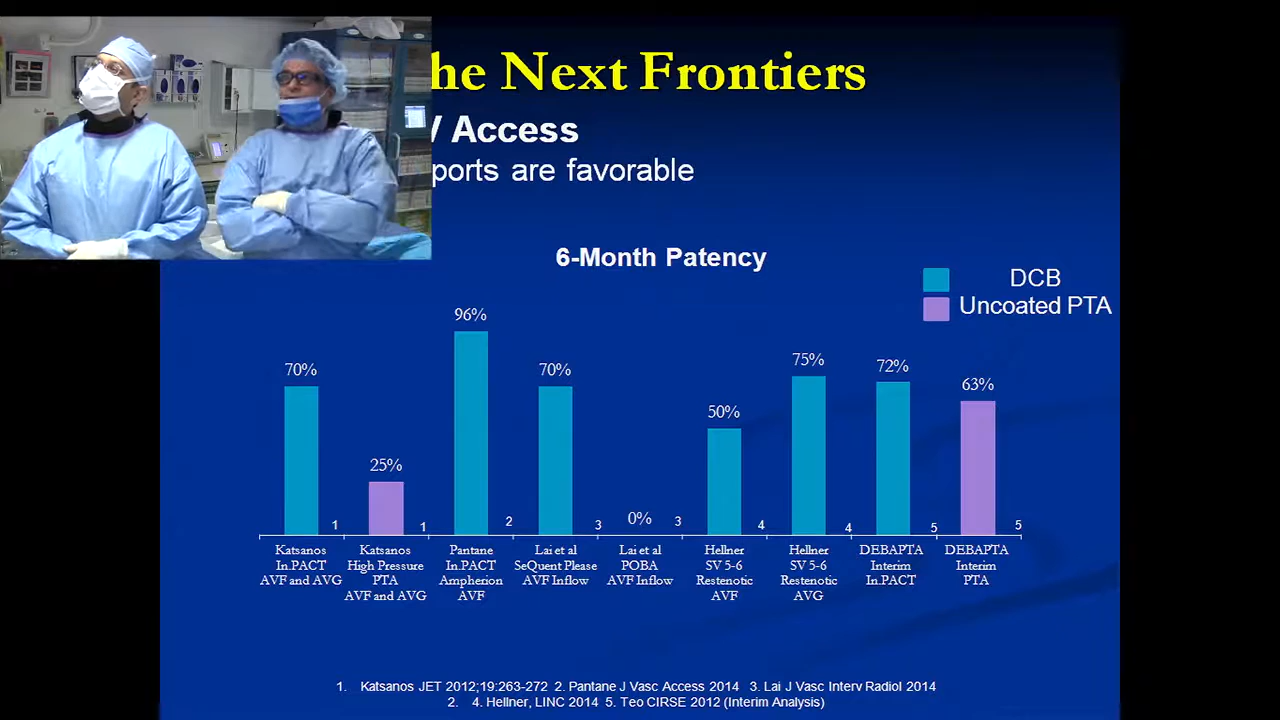 he Next Frontiers
V Access
ports are favorable
6-Month Patency
DCB
Uncoated PTA
70%
25%
96%
70%
0%
50%
75%
72%
63%
1
1
2
3
3
4
4
5
5
Katsanos
In.PACT
AVF and AVG
Katsanos
High Pressure
PTA
AVF and AVG
Pantane
In.PACT
Ampherion
AVF
Lai et al
SeQuent Please
AVF Inflow
Lai et al
POBA
AVF Inflow
Hellner
SV 5-6
Restenotic
AVF
Hellner
SV 5-6
Restenotic
AVG
DEBAPTA
Interim
In.PACT
DEBAPTA
Interim
PTA
1. Katsanos JET 2012;19:263-272 2. Pantane J Vasc Access 2014 3. Lai J Vasc Interv Radiol 2014
2. 4. Hellner, LINC 2014 5. Teo CIRSE 2012 (Interim Analysis)